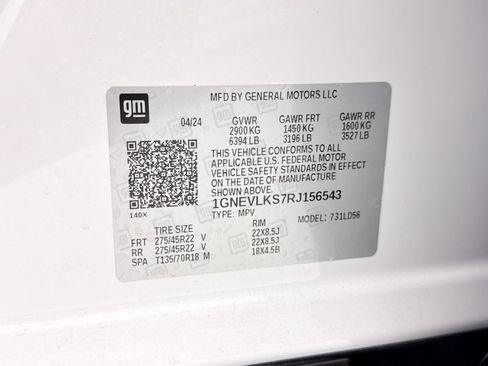 gm
MFD BY GENERAL MOTORS LLC
04/24 GVWR GAWR FRT GAWR RR
2900 KG 1450 KG 1600 KG
6394 LB 3196 LB 3527 LB
THIS VEHICLE CONFORMS TO ALL
APPLICABLE U.S. FEDERAL MOTOR
VEHICLE SAFETY STANDARDS IN EFFECT
ON THE DATE OF MANUFACTURE
SHOWN ABOVE.
1GNEVLKS7RJ156543
140X TYPE: MPV MODEL: 731LD56
TIRE SIZE RIM
FRT 275/45R22 V 22X8.5J
RR 275/45R22 V 22X8.5J
SPA T135/70R18 M 18X4.5B